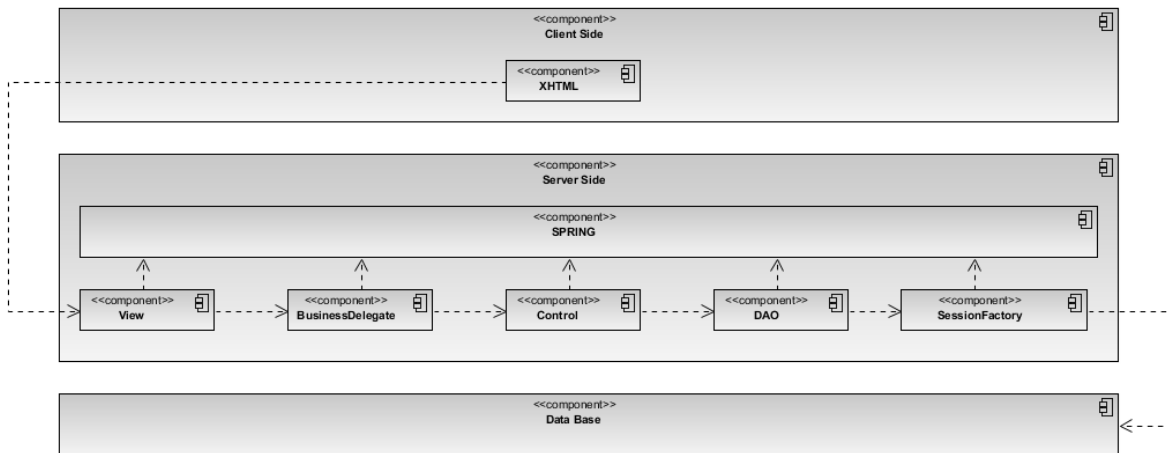 <<component>>
Client Side
<<component>>
XHTML
<<component>>
Server Side
<<component>>
SPRING
<<component>>
View
<<component>>
BusinessDelegate
<<component>>
Control
<<component>>
DAO
<<component>>
SessionFactory
<<component>>
Data Base